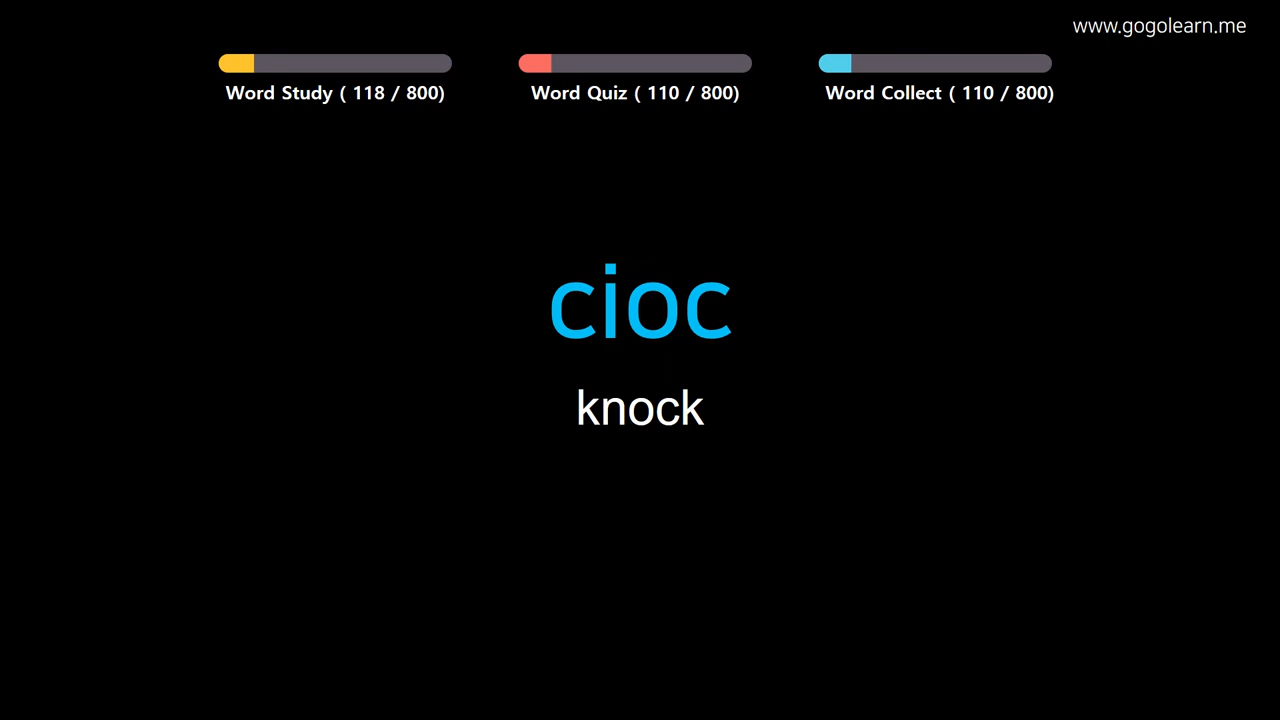 www.gogolearn.me
Word Study ( 118 / 800)
Word Quiz ( 110 / 800)
Word Collect ( 110 / 800)
cioc
knock